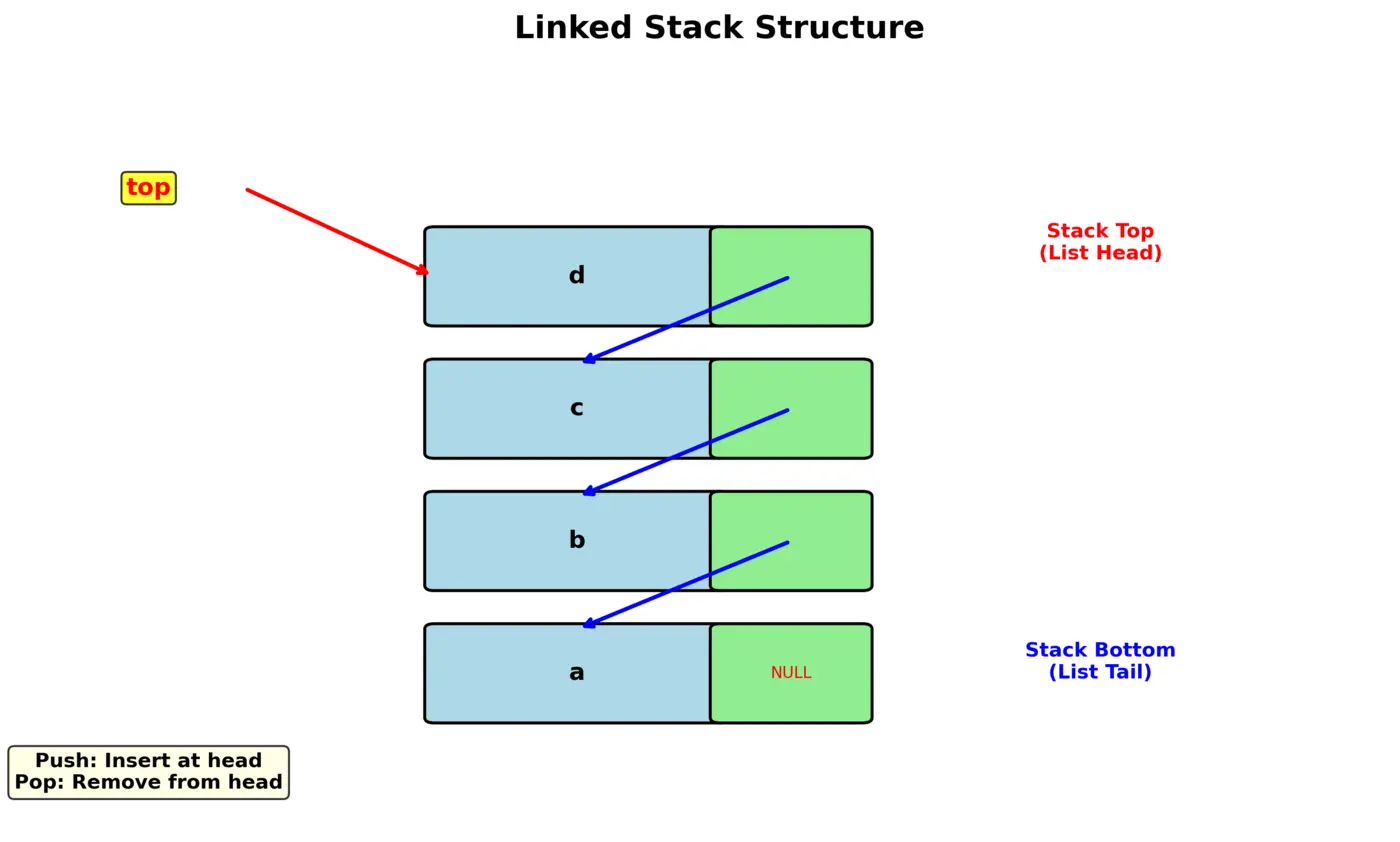 Linked Stack Structure
top
Stack Top
(List Head)
d
c
b
Stack Bottom
(List Tail)
a
NULL
Push: Insert at head
Pop: Remove from head